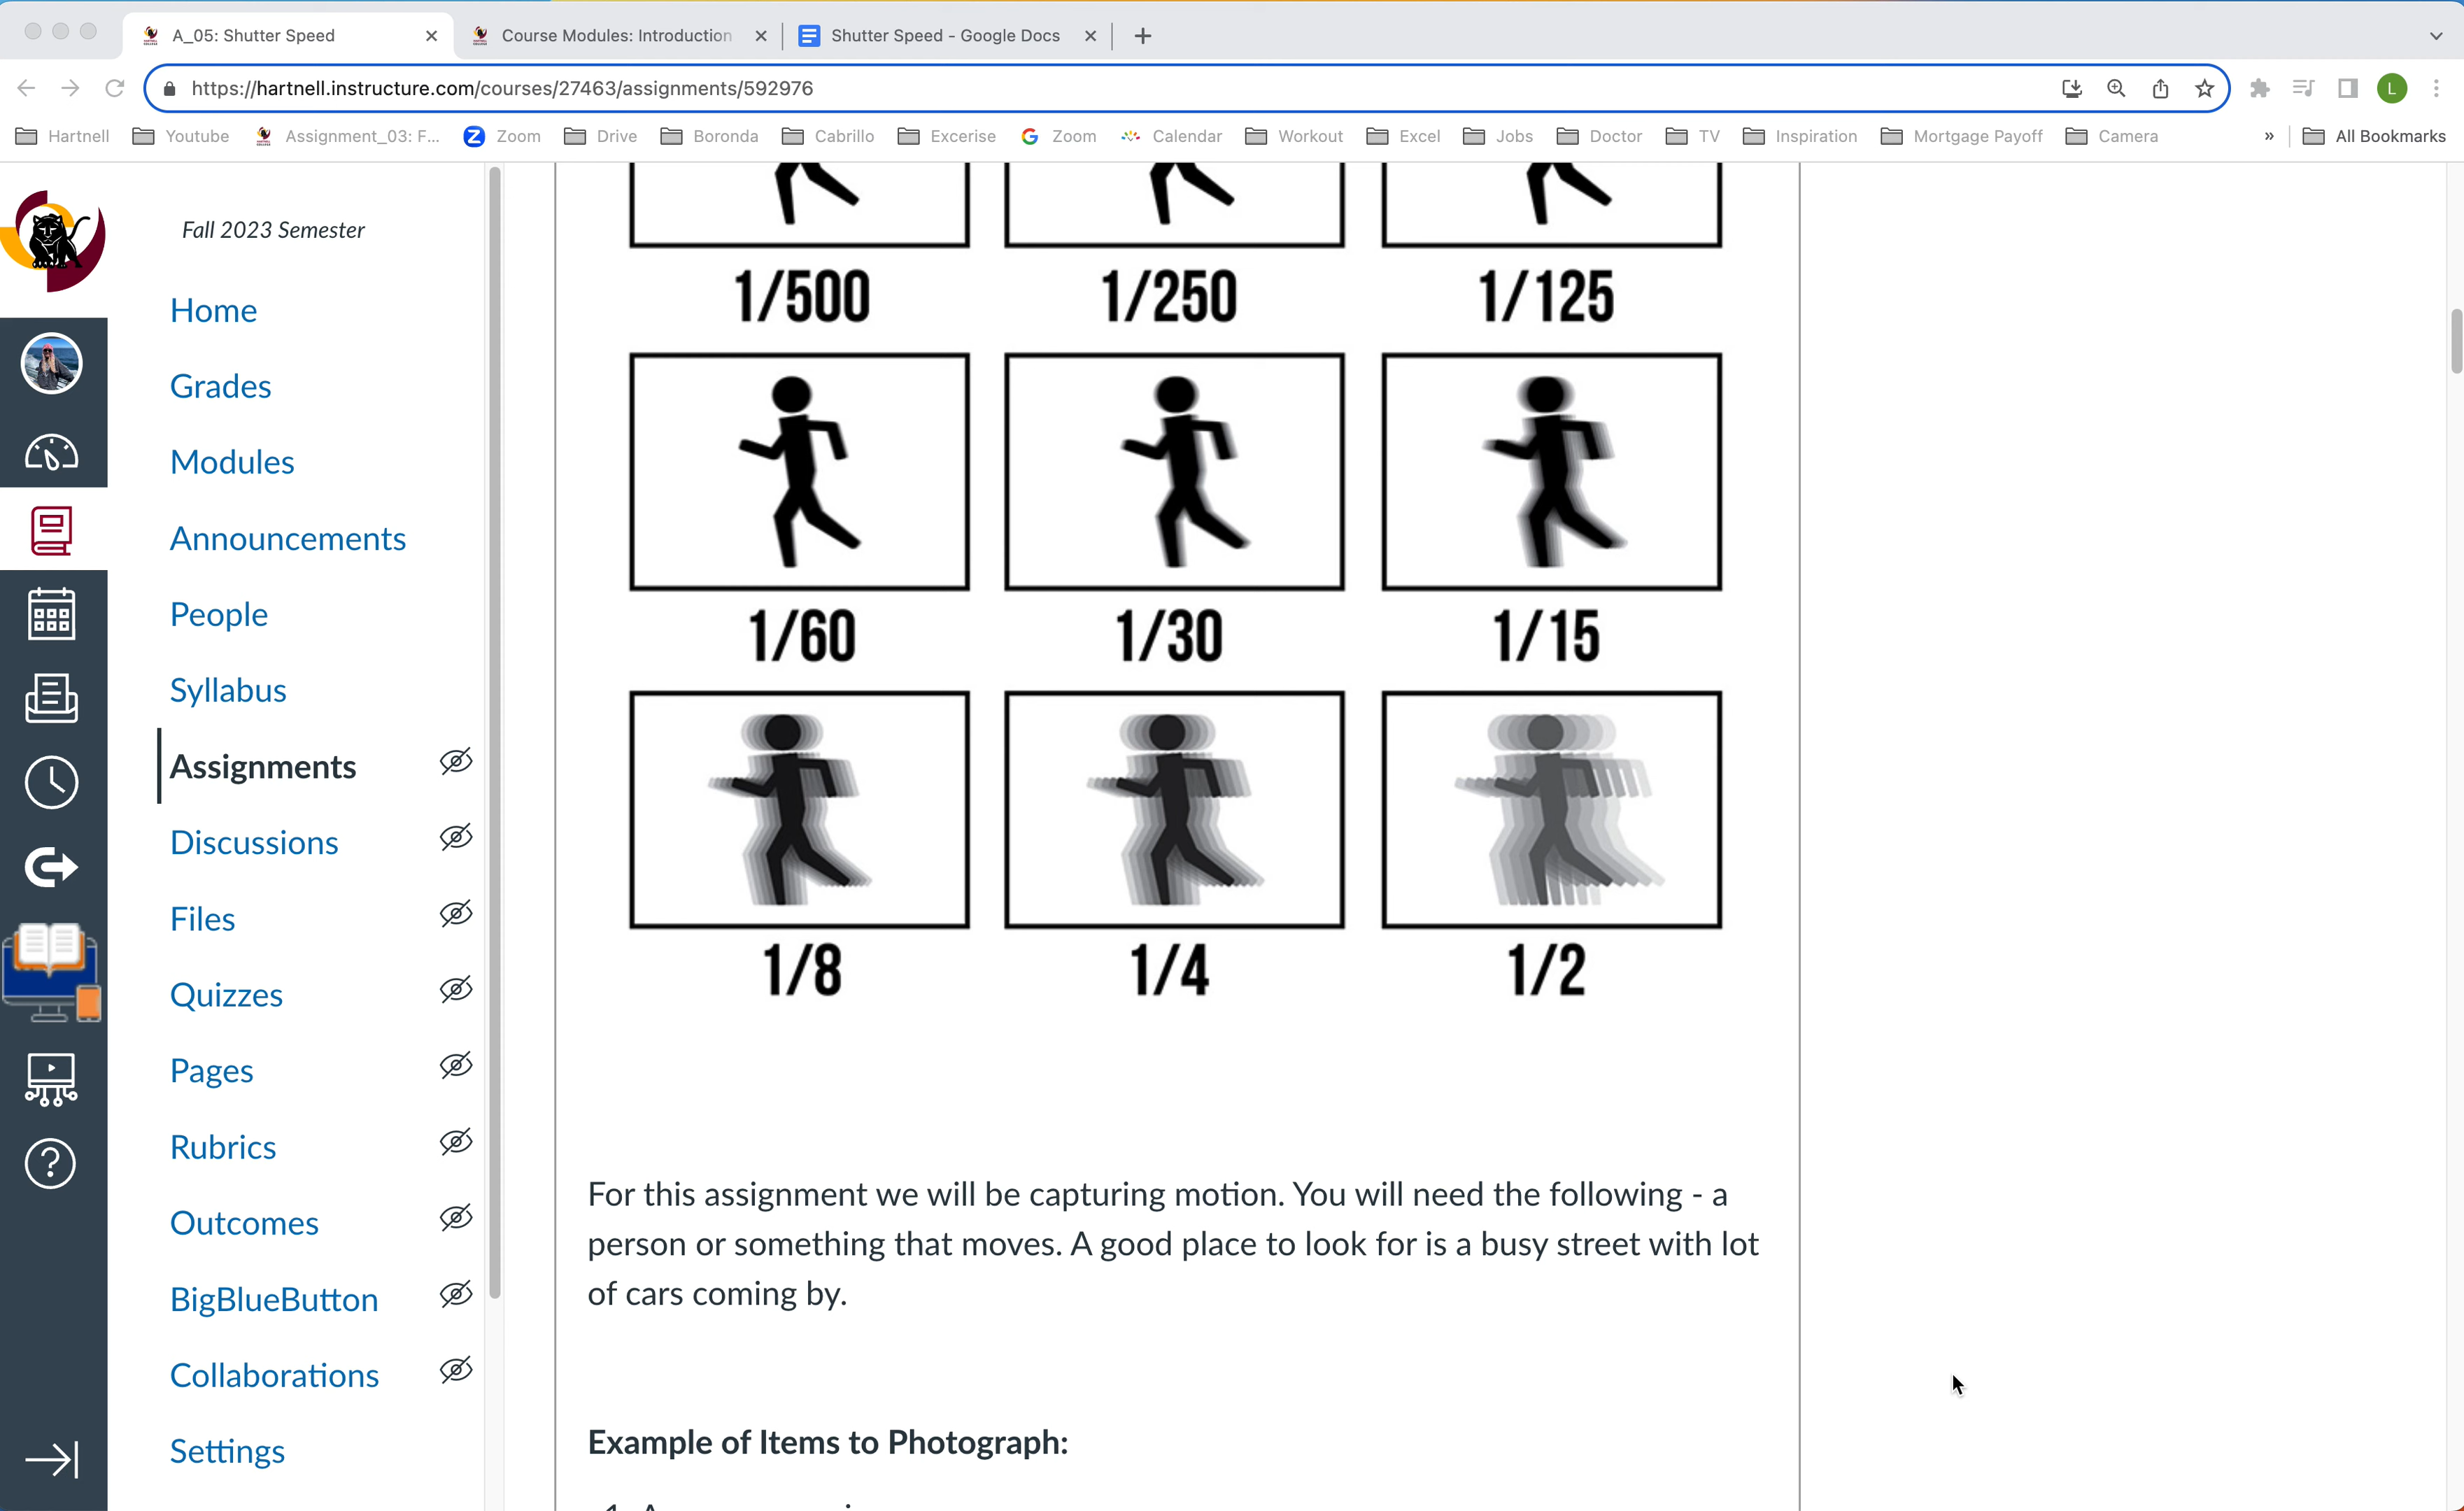 A_05: Shutter Speed
Course Modules: Introduction
Shutter Speed - Google Docs
https://hartnell.instructure.com/courses/27463/assignments/592976
L
Hartnell
Youtube
Assignment_03: F...
Zoom
Drive
Boronda
Cabrillo
Excerise
Zoom
Calendar
Workout
Excel
Jobs
Doctor
TV
Inspiration
Mortgage Payoff
Camera
»
All Bookmarks
Fall 2023 Semester
Home
Grades
Modules
Announcements
People
Syllabus
Assignments
Discussions
Files
Quizzes
Pages
Rubrics
Outcomes
BigBlueButton
Collaborations
Settings
1/500
1/250
1/125
1/60
1/30
1/15
1/8
1/4
1/2
For this assignment we will be capturing motion. You will need the following - a
person or something that moves. A good place to look for is a busy street with lot
of cars coming by.
Example of Items to Photograph: